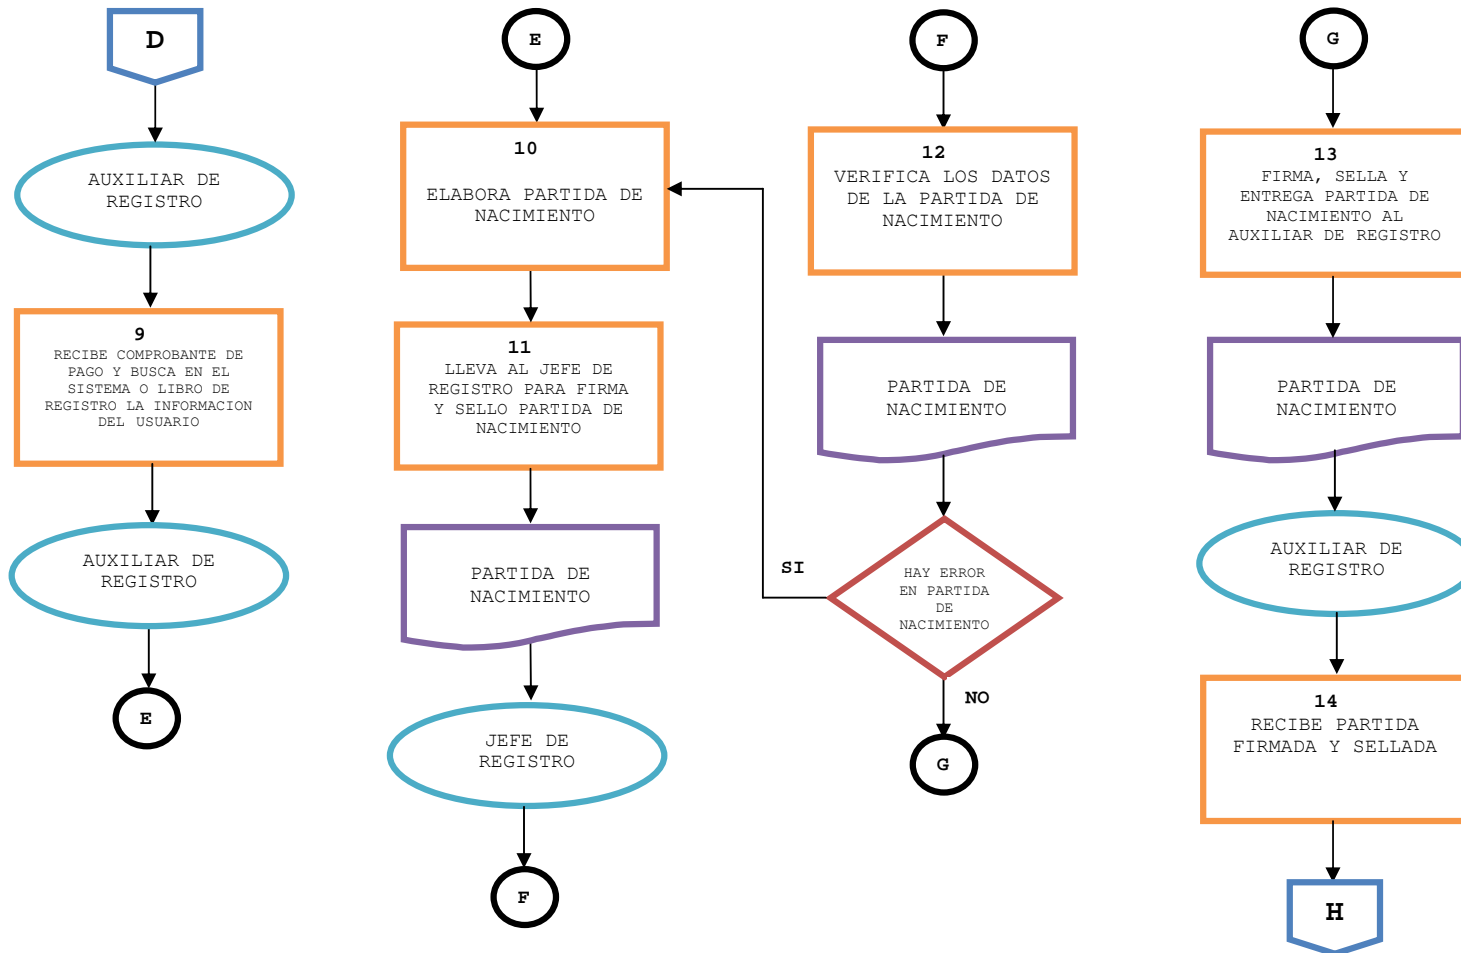 D
AUXILIAR DE
REGISTRO
9
RECIBE COMPROBANTE DE
PAGO Y BUSCA EN EL
SISTEMA O LIBRO DE
REGISTRO LA INFORMACION
DEL USUARIO
AUXILIAR DE
REGISTRO
E
E
10
ELABORA PARTIDA DE
NACIMIENTO
11
LLEVA AL JEFE DE
REGISTRO PARA FIRMA
Y SELLO PARTIDA DE
NACIMIENTO
PARTIDA DE
NACIMIENTO
JEFE DE
REGISTRO
F
F
12
VERIFICA LOS DATOS
DE LA PARTIDA DE
NACIMIENTO
PARTIDA DE
NACIMIENTO
HAY ERROR
EN PARTIDA
DE
NACIMIENTO
SI
NO
G
G
13
FIRMA, SELLA Y
ENTREGA PARTIDA DE
NACIMIENTO AL
AUXILIAR DE REGISTRO
PARTIDA DE
NACIMIENTO
AUXILIAR DE
REGISTRO
14
RECIBE PARTIDA
FIRMADA Y SELLADA
H